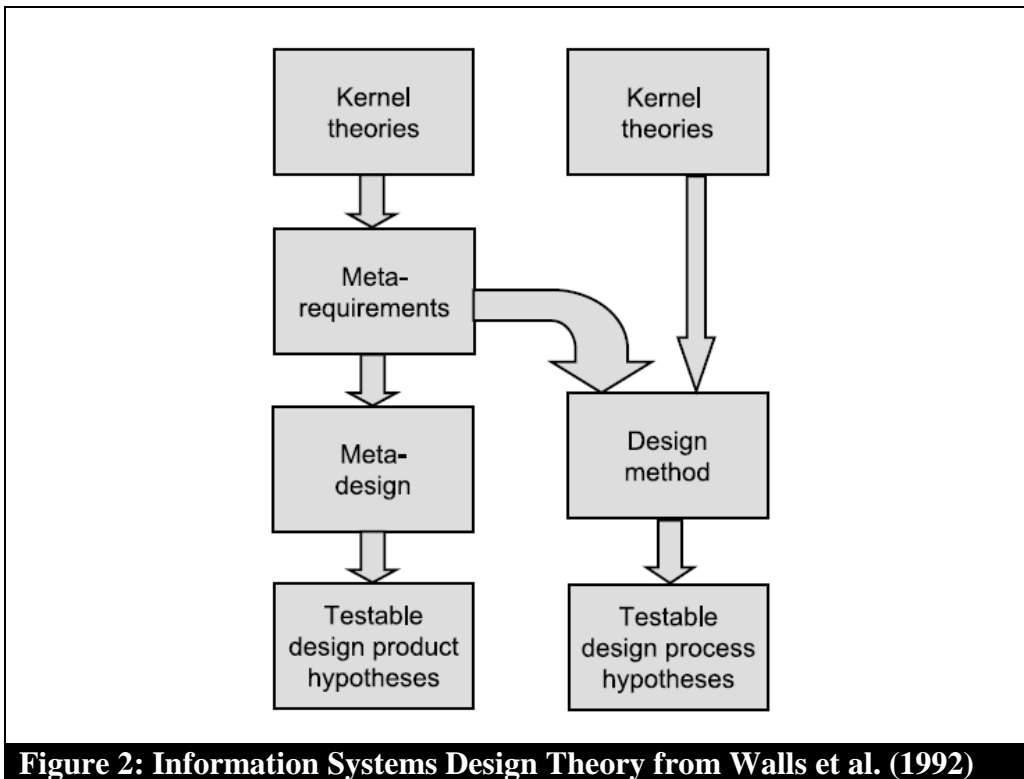 Kernel
theories
Kernel
theories
Meta-
requirements
Meta-
design
Design
method
Testable
design product
hypotheses
Testable
design process
hypotheses
Figure 2: Information Systems Design Theory from Walls et al. (1992)